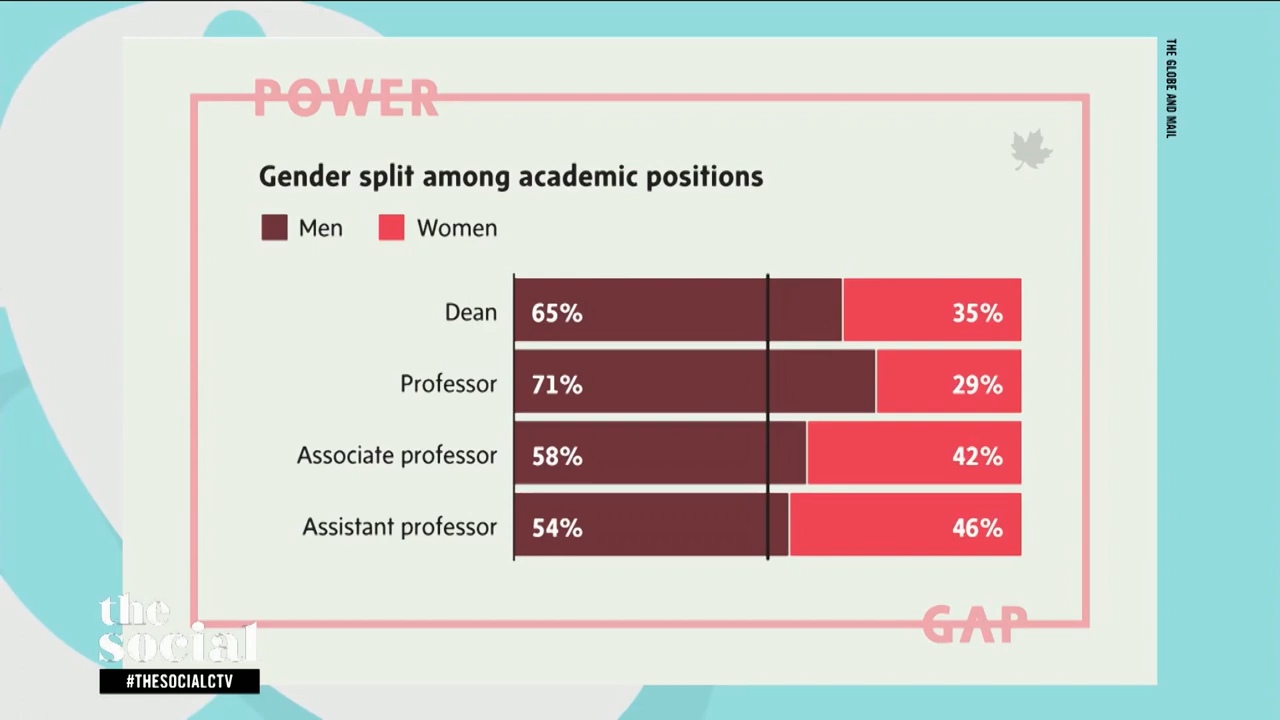 POWER
THE GLOBE AND MAIL
Gender split among academic positions
Men Women
Dean 65% 35%
Professor 71% 29%
Associate professor 58% 42%
Assistant professor 54% 46%
GAP
the
social
#THESOCIALCTV